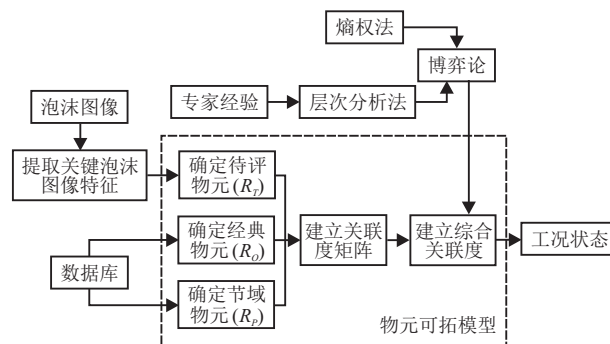 熵权法
博弈论
专家经验
层次分析法
泡沫图像
提取关键泡沫
图像特征
确定待评
物元(R_T)
确定经典
物元(R_O)
数据库
确定节域
物元(R_P)
建立关联
度矩阵
建立综合
关联度
工况状态
物元可拓模型